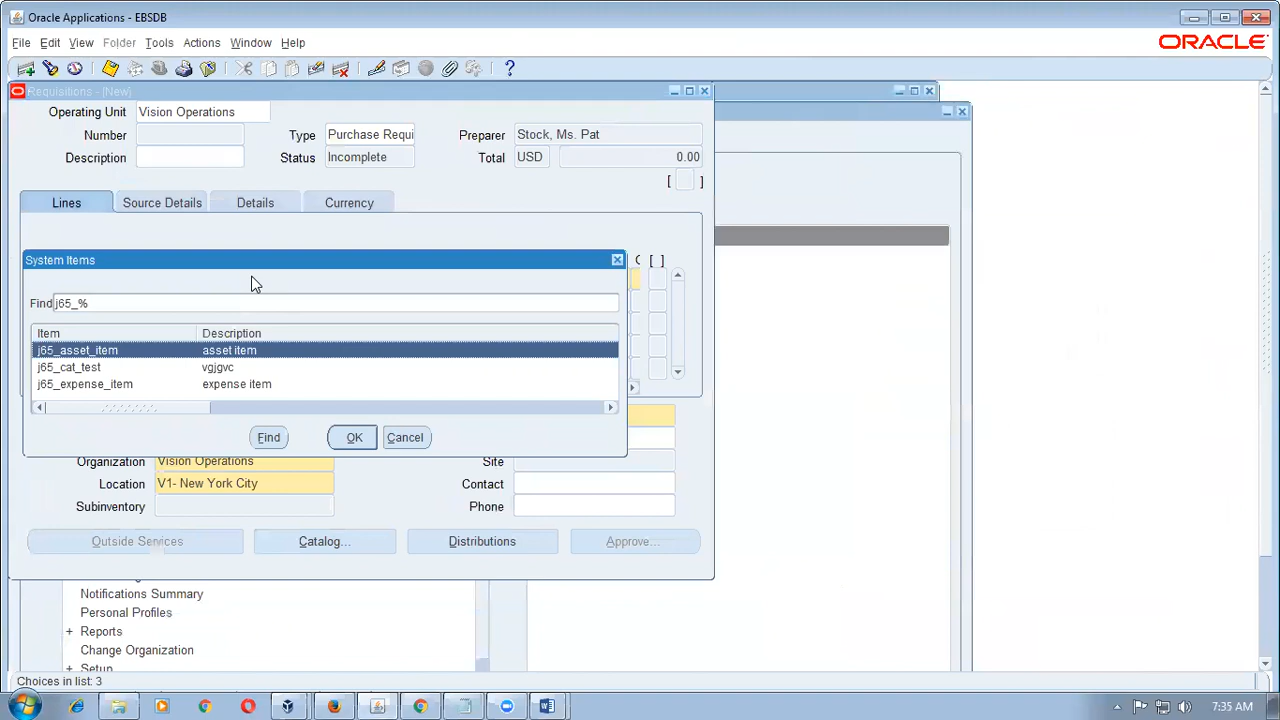 Oracle Applications - EBSDB
File Edit View Folder Tools Actions Window Help
ORACLE
Requisitions - (New)
Operating Unit Vision Operations
Number Type Purchase Requi Preparer Stock, Ms. Pat
Description Status Incomplete Total USD 0.00
[ ]
Lines Source Details Details Currency
System Items
C [ ]
Find j65_%
Item Description
j65_asset_item asset item
j65_cat_test vgjgvc
j65_expense_item expense item
Find OK Cancel
Organization Vision Operations Site
Location V1- New York City Contact
Subinventory Phone
Outside Services Catalog... Distributions Approve...
Notifications Summary
Personal Profiles
+ Reports
Change Organization
+ Setup
Choices in list: 3
7:35 AM